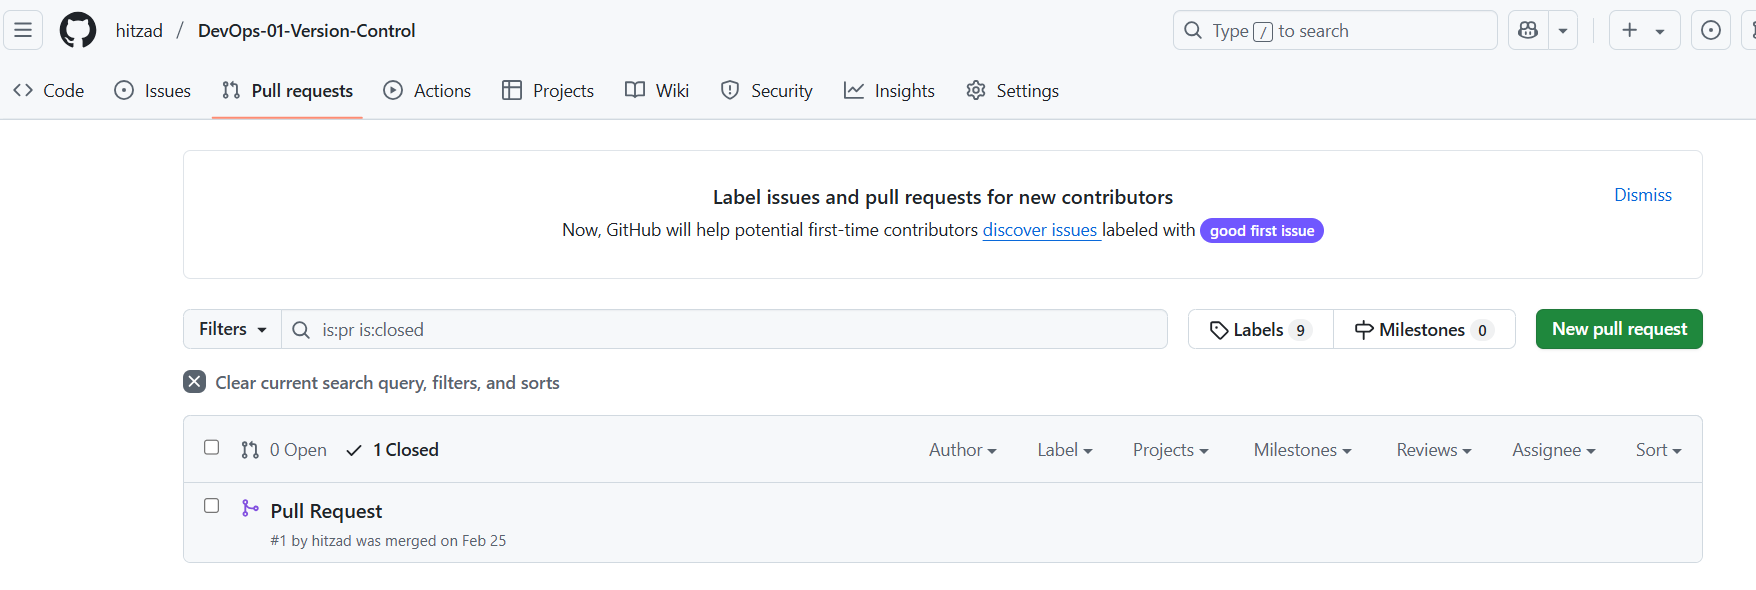 hitzad / DevOps-01-Version-Control
Type / to search
Code Issues Pull requests Actions Projects Wiki Security Insights Settings
Label issues and pull requests for new contributors
Dismiss
Now, GitHub will help potential first-time contributors discover issues labeled with good first issue
Filters is:pr is:closed Labels 9 Milestones 0 New pull request
Clear current search query, filters, and sorts
0 Open 1 Closed Author Label Projects Milestones Reviews Assignee Sort
Pull Request
#1 by hitzad was merged on Feb 25